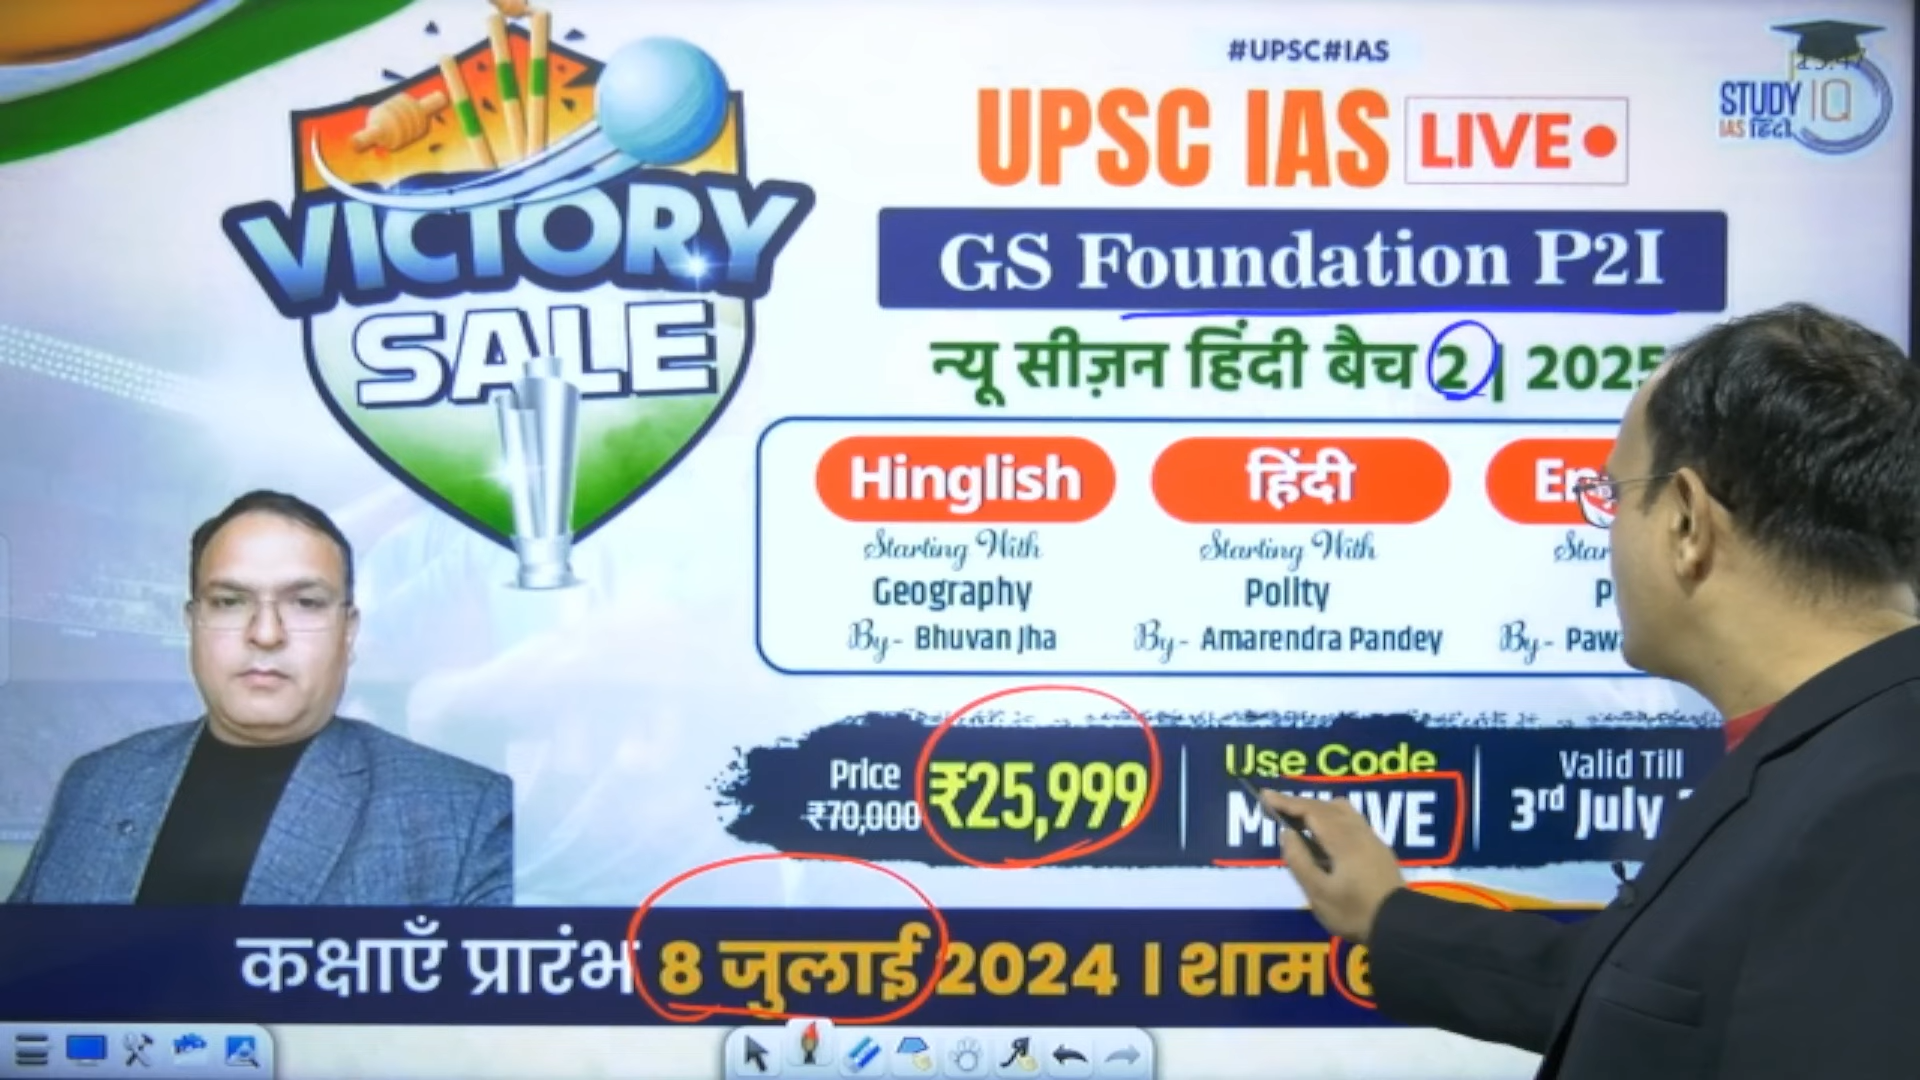 #UPSC#IAS
STUDY IQ
IAS हिंदी
VICTORY
SALE
UPSC IAS LIVE
GS Foundation P2I
न्यू सीज़न हिंदी बैच 2 | 2025
Hinglish
Starting With
Geography
By- Bhuvan Jha
हिंदी
Starting With
Polity
By- Amarendra Pandey
Price
₹70,000
₹25,999
Use Code
Valid Till
3rd July
कक्षाएँ प्रारंभ 8 जुलाई 2024 । शाम